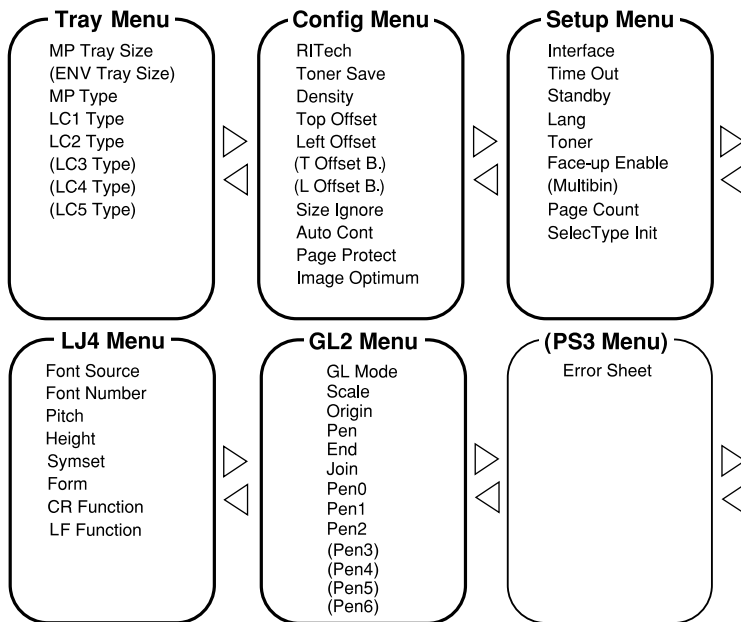 Tray Menu
MP Tray Size
(ENV Tray Size)
MP Type
LC1 Type
LC2 Type
(LC3 Type)
(LC4 Type)
(LC5 Type)
Config Menu
RITech
Toner Save
Density
Top Offset
Left Offset
(T Offset B.)
(L Offset B.)
Size Ignore
Auto Cont
Page Protect
Image Optimum
Setup Menu
Interface
Time Out
Standby
Lang
Toner
Face-up Enable
(Multibin)
Page Count
SelecType Init
LJ4 Menu
Font Source
Font Number
Pitch
Height
Symset
Form
CR Function
LF Function
GL2 Menu
GL Mode
Scale
Origin
Pen
End
Join
Pen0
Pen1
Pen2
(Pen3)
(Pen4)
(Pen5)
(Pen6)
(PS3 Menu)
Error Sheet